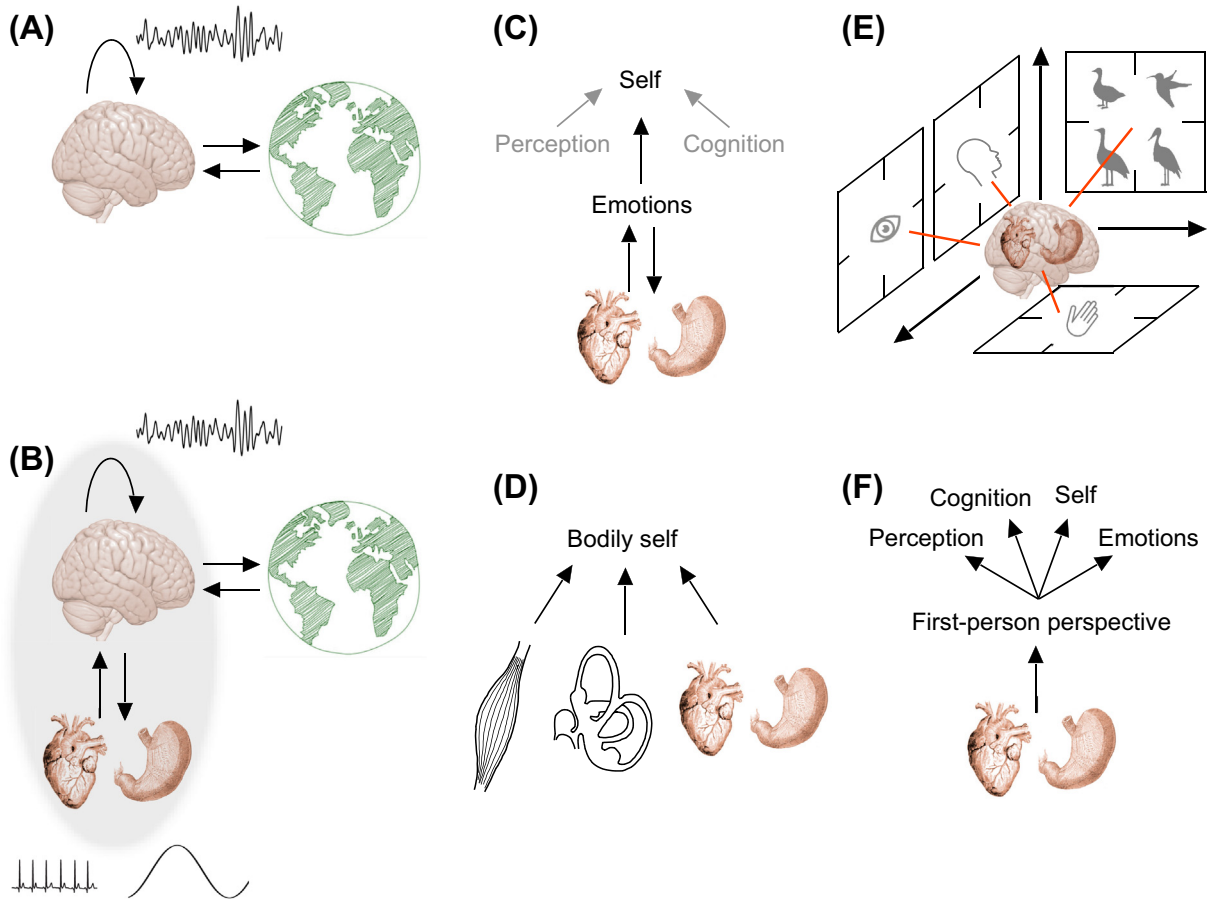 (A)
(B)
(C)
Self
Perception
Cognition
Emotions
(D)
Bodily self
(E)
(F)
Cognition
Self
Perception
Emotions
First-person perspective